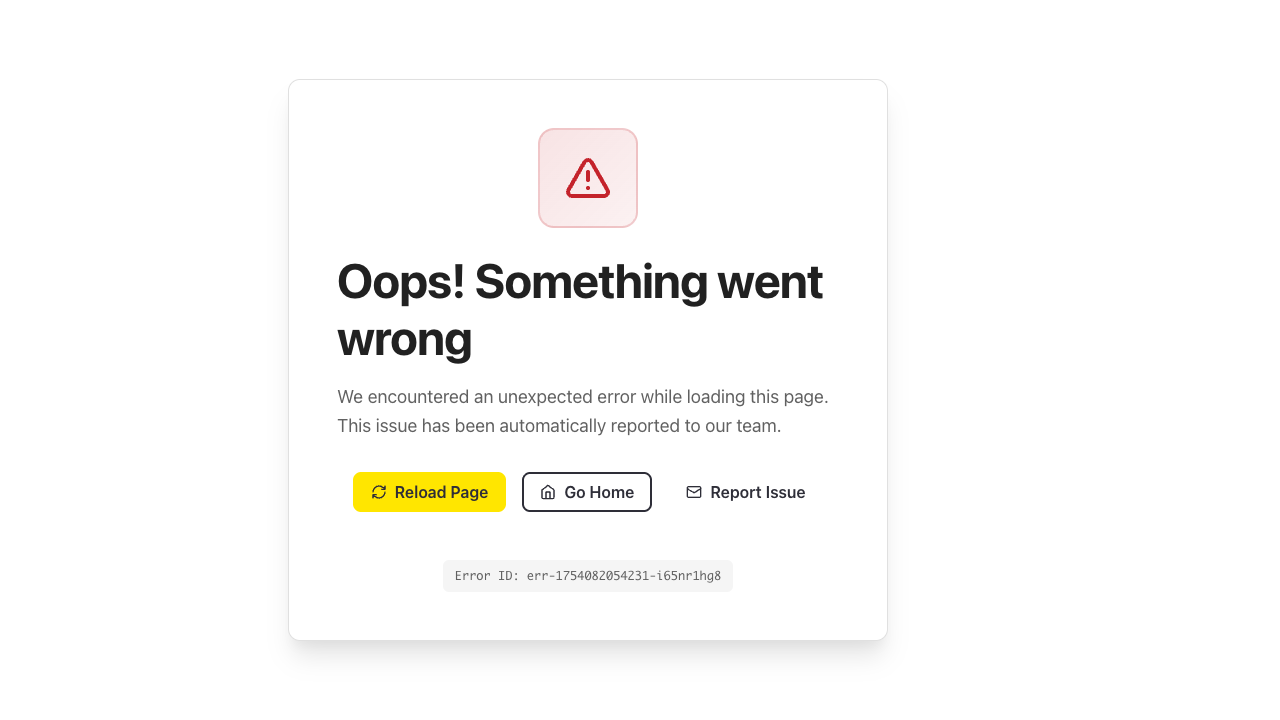 Oops! Something went
wrong
We encountered an unexpected error while loading this page.
This issue has been automatically reported to our team.
Reload Page
Go Home
Report Issue
Error ID: err-1754082054231-i65nr1hg8